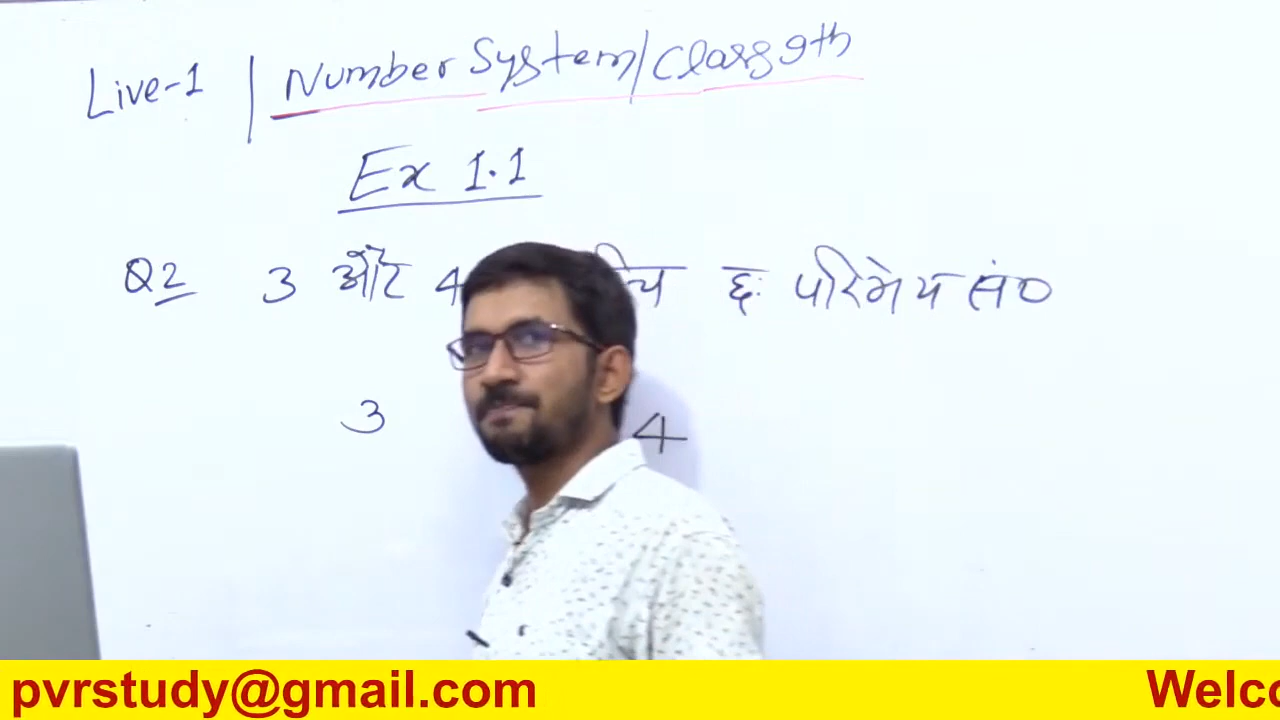 Live-1 | Number System/Class 9th
Ex 1.1
Q2 3 और 4 छः परिमेय सं०
3 4
pvrstudy@gmail.com